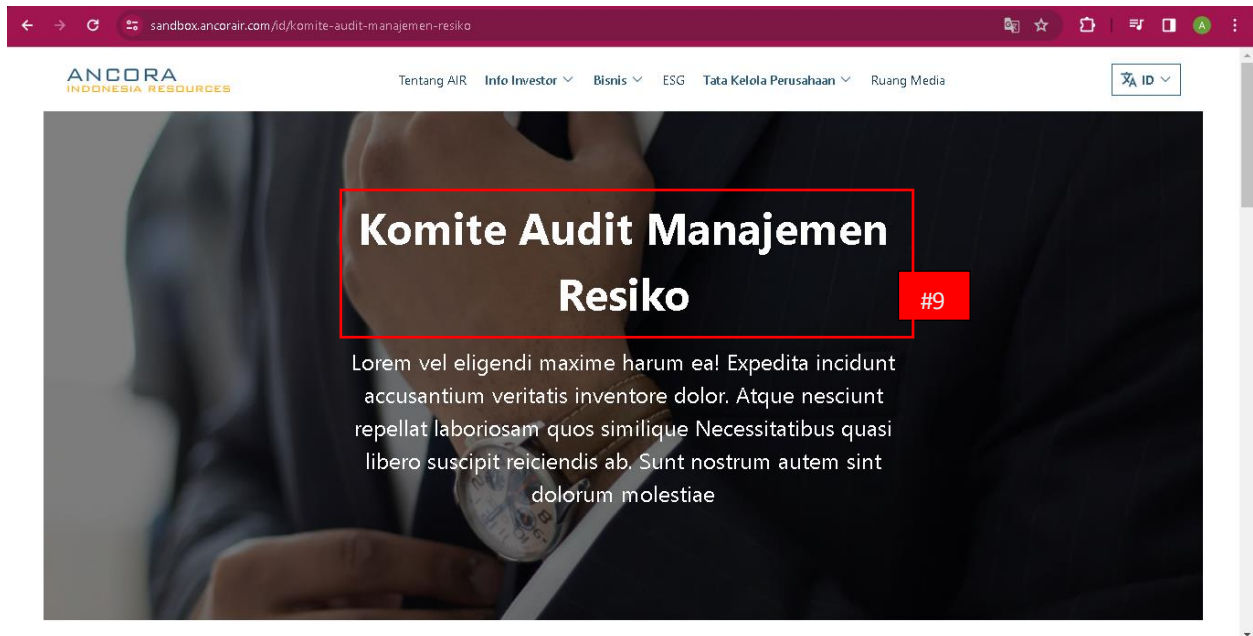 sandbox.ancorair.com/id/komite-audit-manajemen-resiko
A
ANCORA
INDONESIA RESOURCES
Tentang AIR Info Investor Bisnis ESG Tata Kelola Perusahaan Ruang Media
ID
Komite Audit Manajemen
Resiko
#9
Lorem vel eligendi maxime harum ea! Expedita incidunt
accusantium veritatis inventore dolor. Atque nesciunt
repellat laboriosam quos similique Necessitatibus quasi
libero suscipit reiciendis ab. Sunt nostrum autem sint
dolorum molestiae